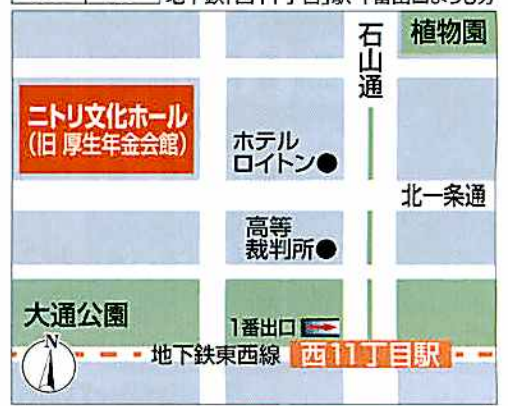 植物園
石山通
ニトリ文化ホール
(旧 厚生年金会館)
ホテル
ロイトン●
北一条通
高等
裁判所●
大通公園
1番出口
N
地下鉄東西線 西11丁目駅